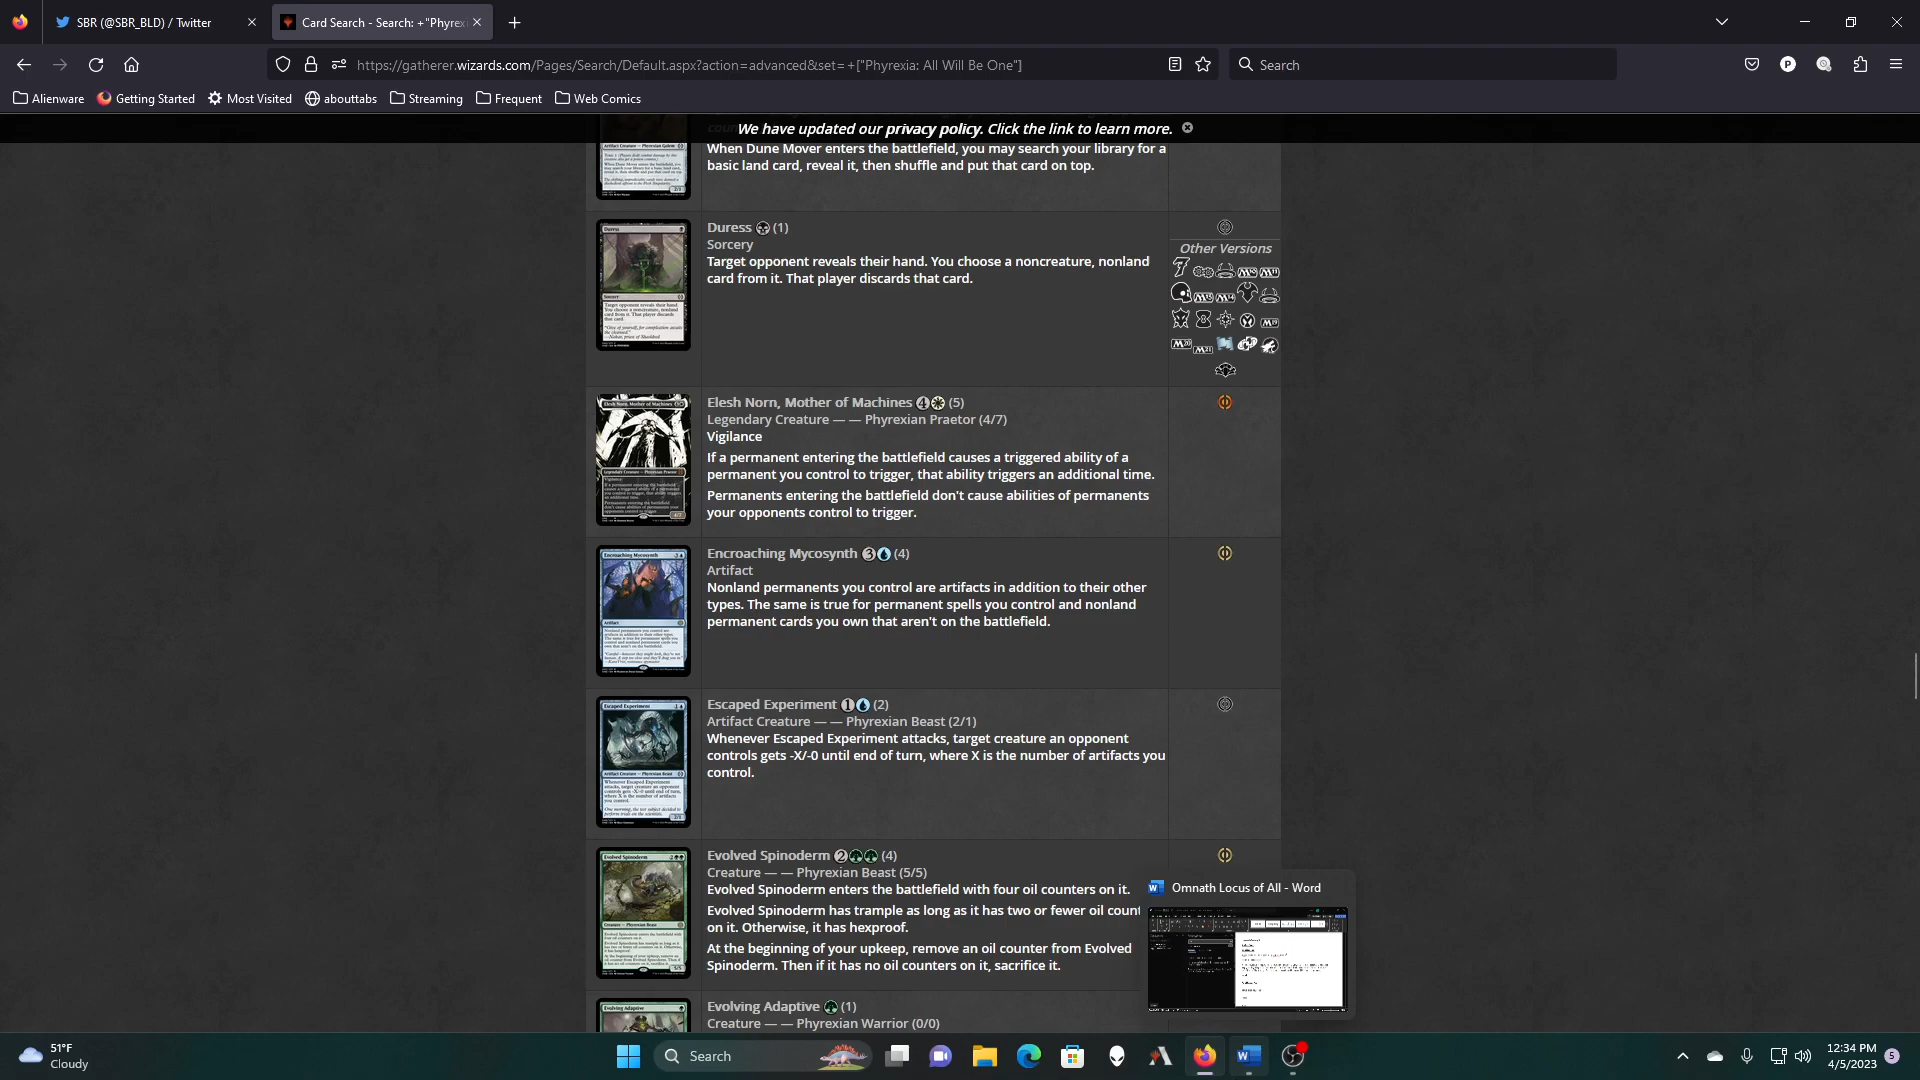 SBR (@SBR_BLD) / Twitter
Card Search - Search: +"Phyrexi
https://gatherer.wizards.com/Pages/Search/Default.aspx?action=advanced&set=+["Phyrexia: All Will Be One"]
Search
Alienware
Getting Started
Most Visited
abouttabs
Streaming
Frequent
Web Comics
We have updated our privacy policy. Click the link to learn more.
When Dune Mover enters the battlefield, you may search your library for a
basic land card, reveal it, then shuffle and put that card on top.
Duress (1)
Sorcery
Target opponent reveals their hand. You choose a noncreature, nonland
card from it. That player discards that card.
Other Versions
Elesh Norn, Mother of Machines 4 (5)
Legendary Creature — — Phyrexian Praetor (4/7)
Vigilance
If a permanent entering the battlefield causes a triggered ability of a
permanent you control to trigger, that ability triggers an additional time.
Permanents entering the battlefield don't cause abilities of permanents
your opponents control to trigger.
Encroaching Mycosynth 3 (4)
Artifact
Nonland permanents you control are artifacts in addition to their other
types. The same is true for permanent spells you control and nonland
permanent cards you own that aren't on the battlefield.
Escaped Experiment 1 (2)
Artifact Creature — — Phyrexian Beast (2/1)
Whenever Escaped Experiment attacks, target creature an opponent
controls gets -X/-0 until end of turn, where X is the number of artifacts you
control.
Evolved Spinoderm 2 (4)
Creature — — Phyrexian Beast (5/5)
Evolved Spinoderm enters the battlefield with four oil counters on it.
Evolved Spinoderm has trample as long as it has two or fewer oil count
on it. Otherwise, it has hexproof.
At the beginning of your upkeep, remove an oil counter from Evolved
Spinoderm. Then if it has no oil counters on it, sacrifice it.
Evolving Adaptive (1)
Creature — — Phyrexian Warrior (0/0)
Omnath Locus of All - Word
51°F
Cloudy
Search
12:34 PM
4/5/2023
5